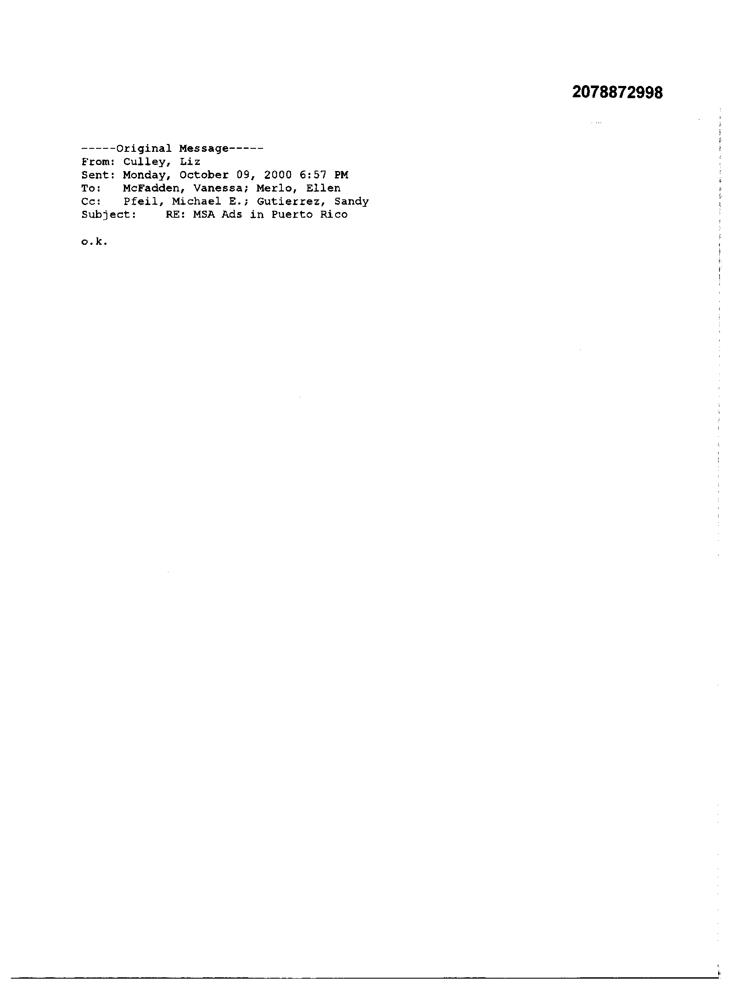 2078872998
-----Original Message-----
From: Culley, Liz
Sent: Monday, October 09, 2000 6:57 PM
To: McFadden, Vanessa; Merlo, Ellen
Cc: Pfeil, Michael E.; Gutierrez, Sandy
Subject: RE: MSA Ads in Puerto Rico
o.k.